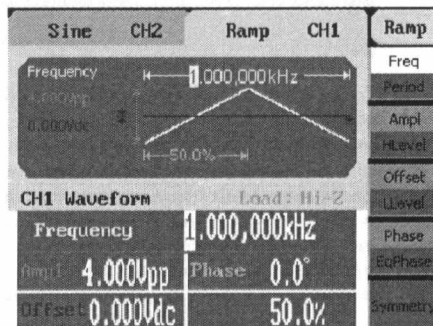 Sine CH2 Ramp CH1 Ramp
Freq
Period
Frequency 1.000,000kHz
4.000Vpp
0.000Vdc
Ampl
HLevel
50.0%
Offset
LLevel
CH1 Waveform Load: Hi-Z
Frequency 1.000,000kHz
Phase
EqPhase
Ampl 4.000Vpp Phase 0.0°
Offset 0.000Vdc 50.0%
Symmetry